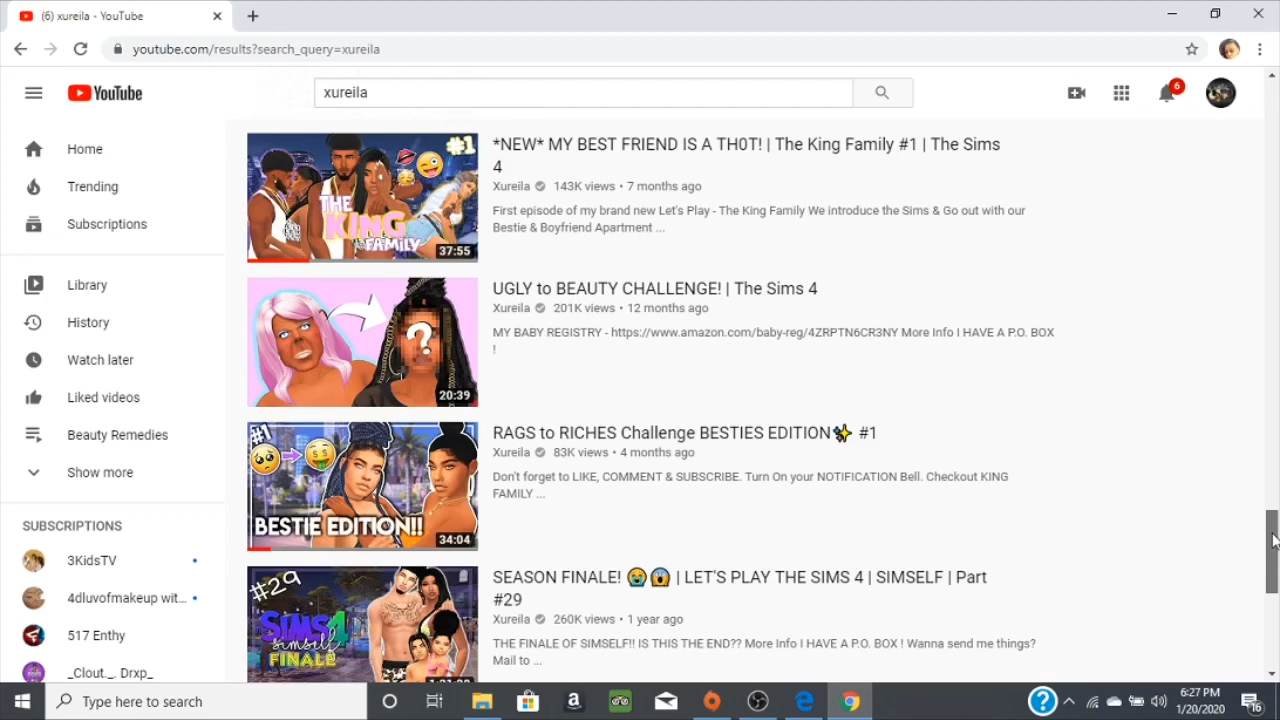 (6) xureila - YouTube
youtube.com/results?search_query=xureila
YouTube
xureila
6
Home
Trending
Subscriptions
Library
History
Watch later
Liked videos
Beauty Remedies
Show more
SUBSCRIPTIONS
3KidsTV
4dluvofmakeup wit...
517 Enthy
_Clout._. Drxp_
#1
THE
KING
FAMILY
37:55
*NEW* MY BEST FRIEND IS A TH0T! | The King Family #1 | The Sims
4
Xureila 143K views • 7 months ago
First episode of my brand new Let's Play - The King Family We introduce the Sims & Go out with our
Bestie & Boyfriend Apartment ...
?
20:39
UGLY to BEAUTY CHALLENGE! | The Sims 4
Xureila 201K views • 12 months ago
MY BABY REGISTRY - https://www.amazon.com/baby-reg/4ZRPTN6CR3NY More Info I HAVE A P.O. BOX
!
#1
BESTIE EDITION!!
34:04
RAGS to RICHES Challenge BESTIES EDITION✨ #1
Xureila 83K views • 4 months ago
Don't forget to LIKE, COMMENT & SUBSCRIBE. Turn On your NOTIFICATION Bell. Checkout KING
FAMILY ...
#29
SIMS 4
simself
FINALE
SEASON FINALE! 😭😱 | LET'S PLAY THE SIMS 4 | SIMSELF | Part
#29
Xureila 260K views • 1 year ago
THE FINALE OF SIMSELF!! IS THIS THE END?? More Info I HAVE A P.O. BOX ! Wanna send me things?
Mail to ...
Type here to search
6:27 PM
1/20/2020
16